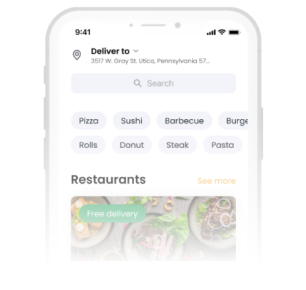 9:41
Deliver to
3517 W. Gray St. Utica, Pennsylvania 57...
Search
Pizza Sushi Barbecue Burge
Rolls Donut Steak Pasta
Restaurants See more
Free delivery